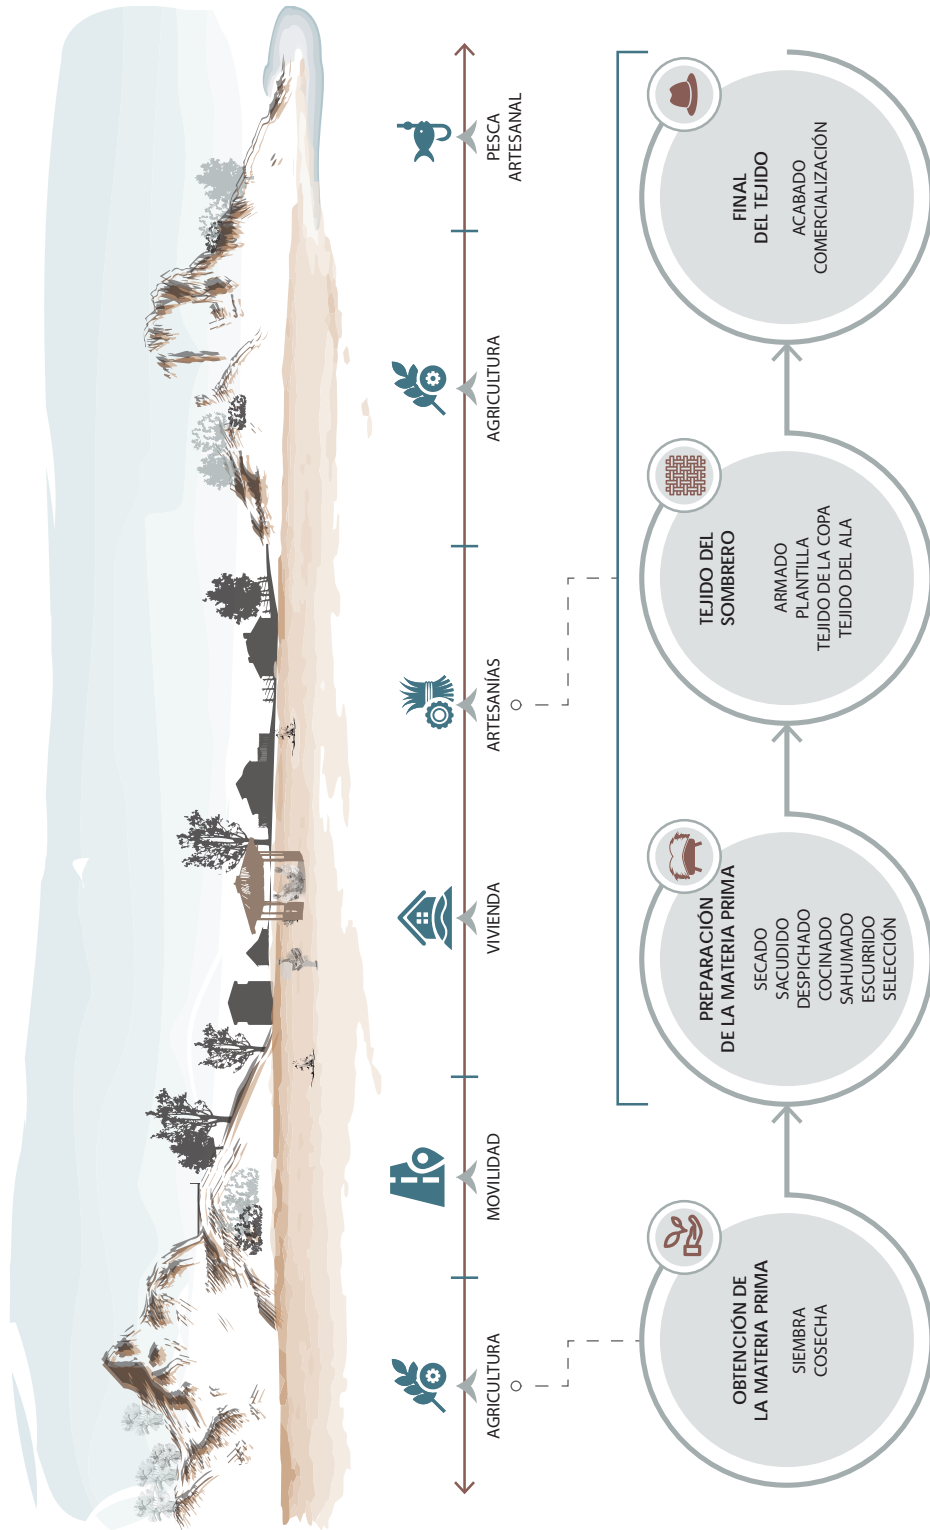 AGRICULTURA
MOVILIDAD
VIVIENDA
ARTESANÍAS
AGRICULTURA
PESCA
ARTESANAL
OBTENCIÓN DE
LA MATERIA PRIMA
SIEMBRA
COSECHA
PREPARACIÓN
DE LA MATERIA PRIMA
SECADO
SACUDIDO
DESPICHADO
COCINADO
SAHUMADO
ESCURRIDO
SELECCIÓN
TEJIDO DEL
SOMBRERO
ARMADO
PLANTILLA
TEJIDO DE LA COPA
TEJIDO DEL ALA
FINAL
DEL TEJIDO
ACABADO
COMERCIALIZACIÓN